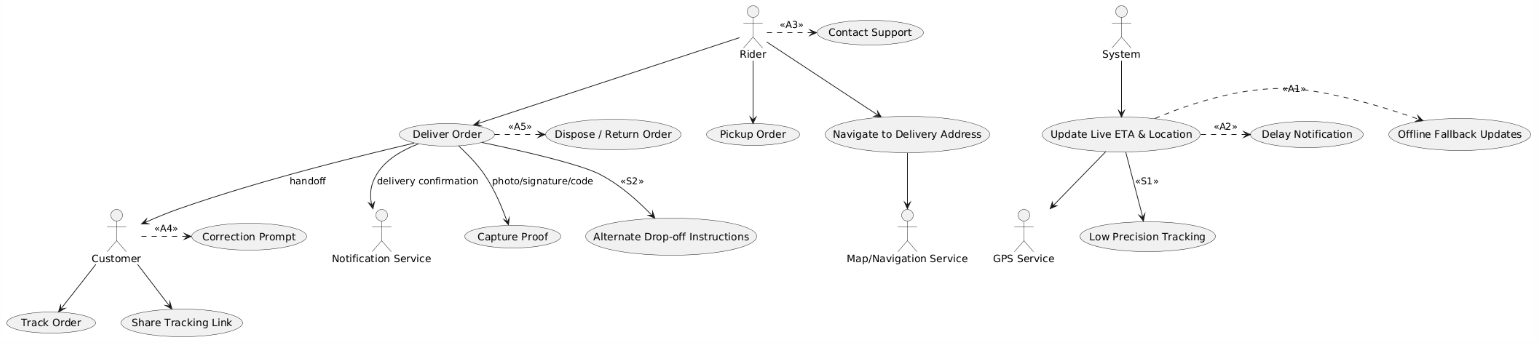 «A3»
Contact Support
Rider
System
«A1»
Deliver Order
«A5»
Dispose / Return Order
Pickup Order
Navigate to Delivery Address
Update Live ETA & Location
«A2»
Delay Notification
Offline Fallback Updates
handoff
delivery confirmation
photo/signature/code
«S2»
«S1»
«A4»
Correction Prompt
Capture Proof
Alternate Drop-off Instructions
Low Precision Tracking
Customer
Notification Service
Map/Navigation Service
GPS Service
Track Order
Share Tracking Link